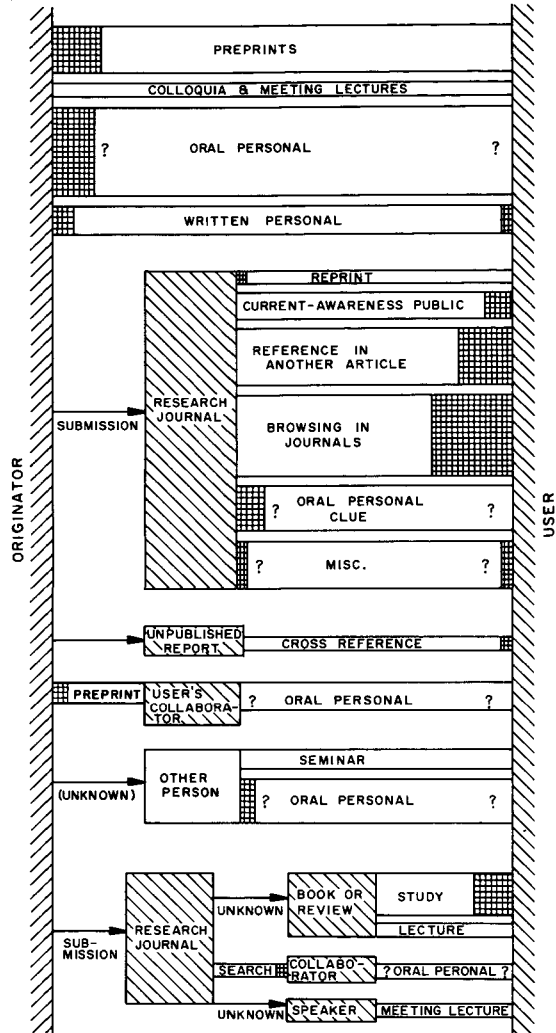 PREPRINTS
COLLOQUIA & MEETING LECTURES
? ORAL PERSONAL ?
WRITTEN PERSONAL
ORIGINATOR
USER
SUBMISSION
RESEARCH
JOURNAL
REPRINT
CURRENT-AWARENESS PUBLIC
REFERENCE IN
ANOTHER ARTICLE
BROWSING IN
JOURNALS
? ORAL PERSONAL ?
CLUE
? MISC. ?
UNPUBLISHED
REPORT
CROSS REFERENCE
PREPRINT
USER'S
COLLABORA-
TOR
? ORAL PERSONAL ?
(UNKNOWN)
OTHER
PERSON
SEMINAR
? ORAL PERSONAL ?
SUB-
MISSION
RESEARCH
JOURNAL
UNKNOWN
BOOK OR
REVIEW
STUDY
LECTURE
SEARCH
COLLABO-
RATOR
? ORAL PERONAL ?
UNKNOWN
SPEAKER
MEETING LECTURE